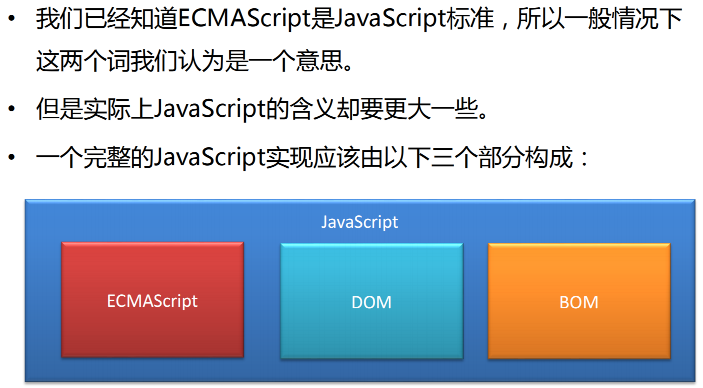 • 我们已经知道ECMAScript是JavaScript标准，所以一般情况下
这两个词我们认为是一个意思。
• 但是实际上JavaScript的含义却要更大一些。
• 一个完整的JavaScript实现应该由以下三个部分构成：
JavaScript
ECMAScript
DOM
BOM